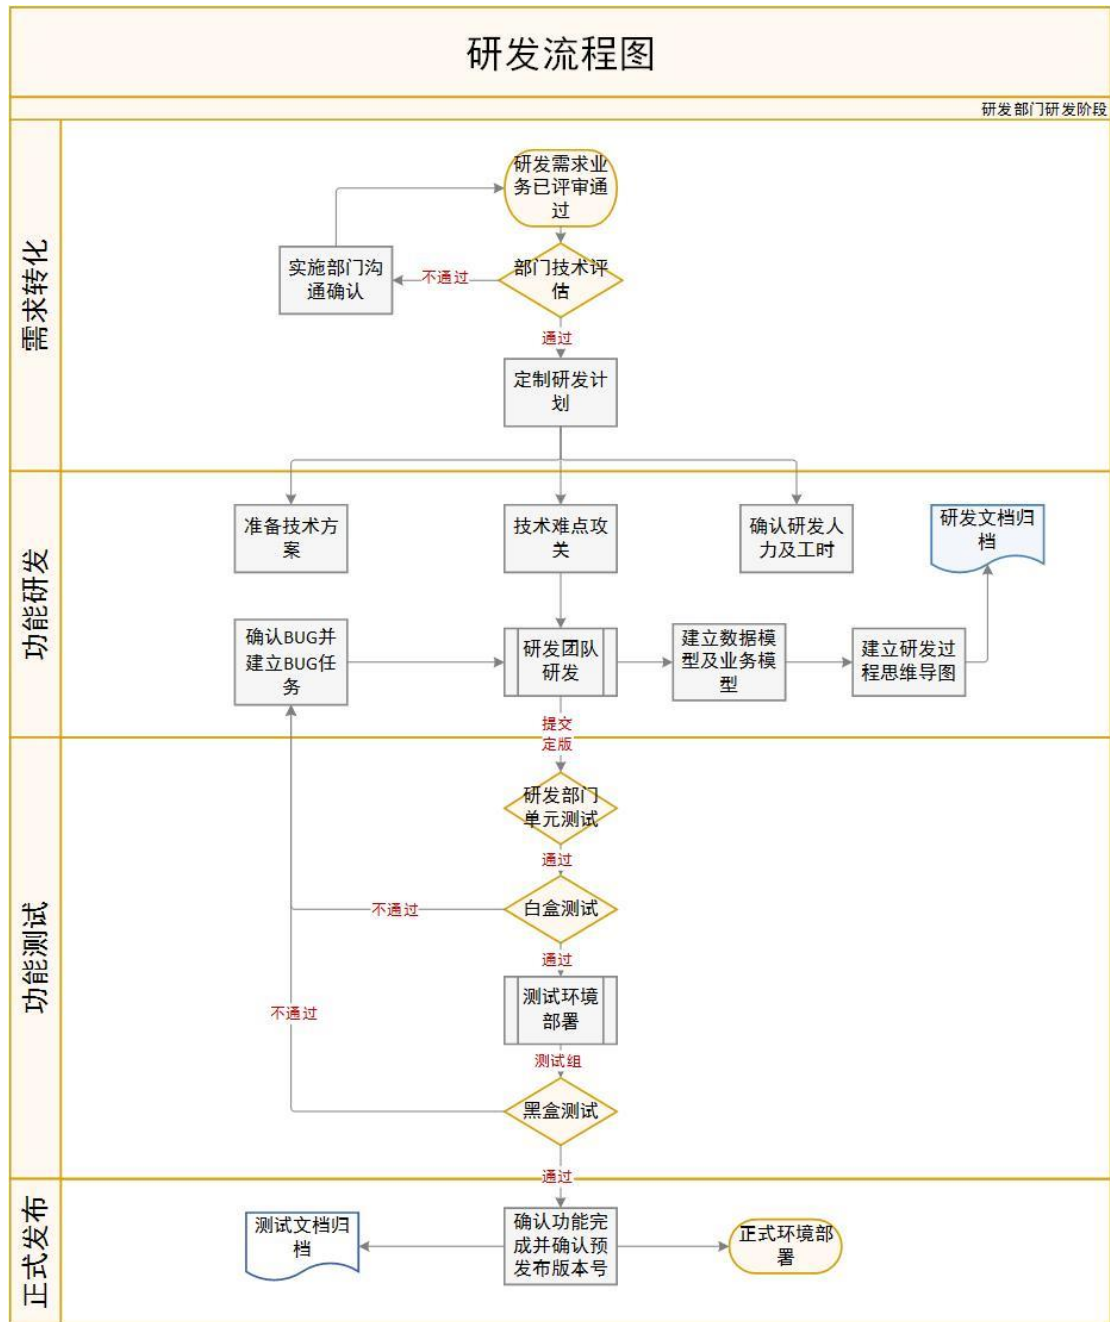 研发流程图
研发部门研发阶段
需求转化
研发需求业
务已评审通
过
实施部门沟
通确认
不通过
部门技术评
估
通过
定制研发计
划
功能研发
准备技术方
案
技术难点攻
关
确认研发人
力及工时
研发文档归
档
确认BUG并
建立BUG任
务
研发团队
研发
建立数据模
型及业务模
型
建立研发过
程思维导图
提交
定版
功能测试
研发部门
单元测试
通过
不通过
白盒测试
通过
不通过
测试环境
部署
测试组
黑盒测试
通过
正式发布
测试文档归
档
确认功能完
成并确认预
发布版本号
正式环境部
署